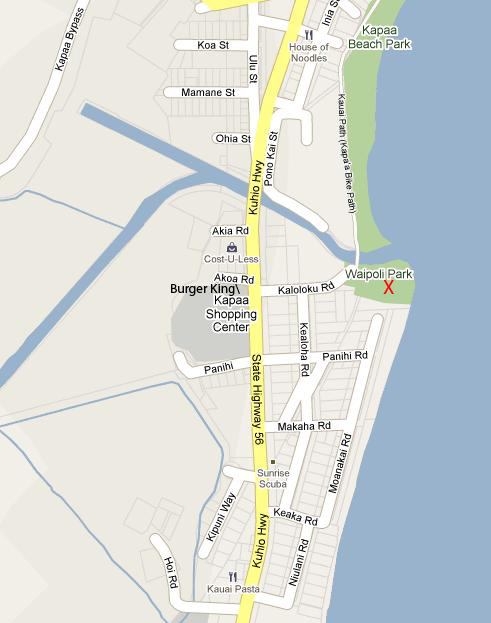 Kapaa Bypass
Koa St
Ulu St
Inia St
House of
Noodles
Kapaa
Beach Park
Mamane St
Kauai Path (Kapa'a Bike Path)
Ohia St
Pono Kai St
Kuhio Hwy
Akia Rd
Cost-U-Less
Waipoli Park
X
Akoa Rd
Burger King\
Kaloloku Rd
Kapaa
Shopping
Center
Kealoha Rd
State Highway 56
Panihi
Panihi Rd
Makaha Rd
Moanakai Rd
Sunrise
Scuba
Kipuni Way
Keaka Rd
Kuhio Hwy
Niulani Rd
Hoi Rd
Kauai Pasta